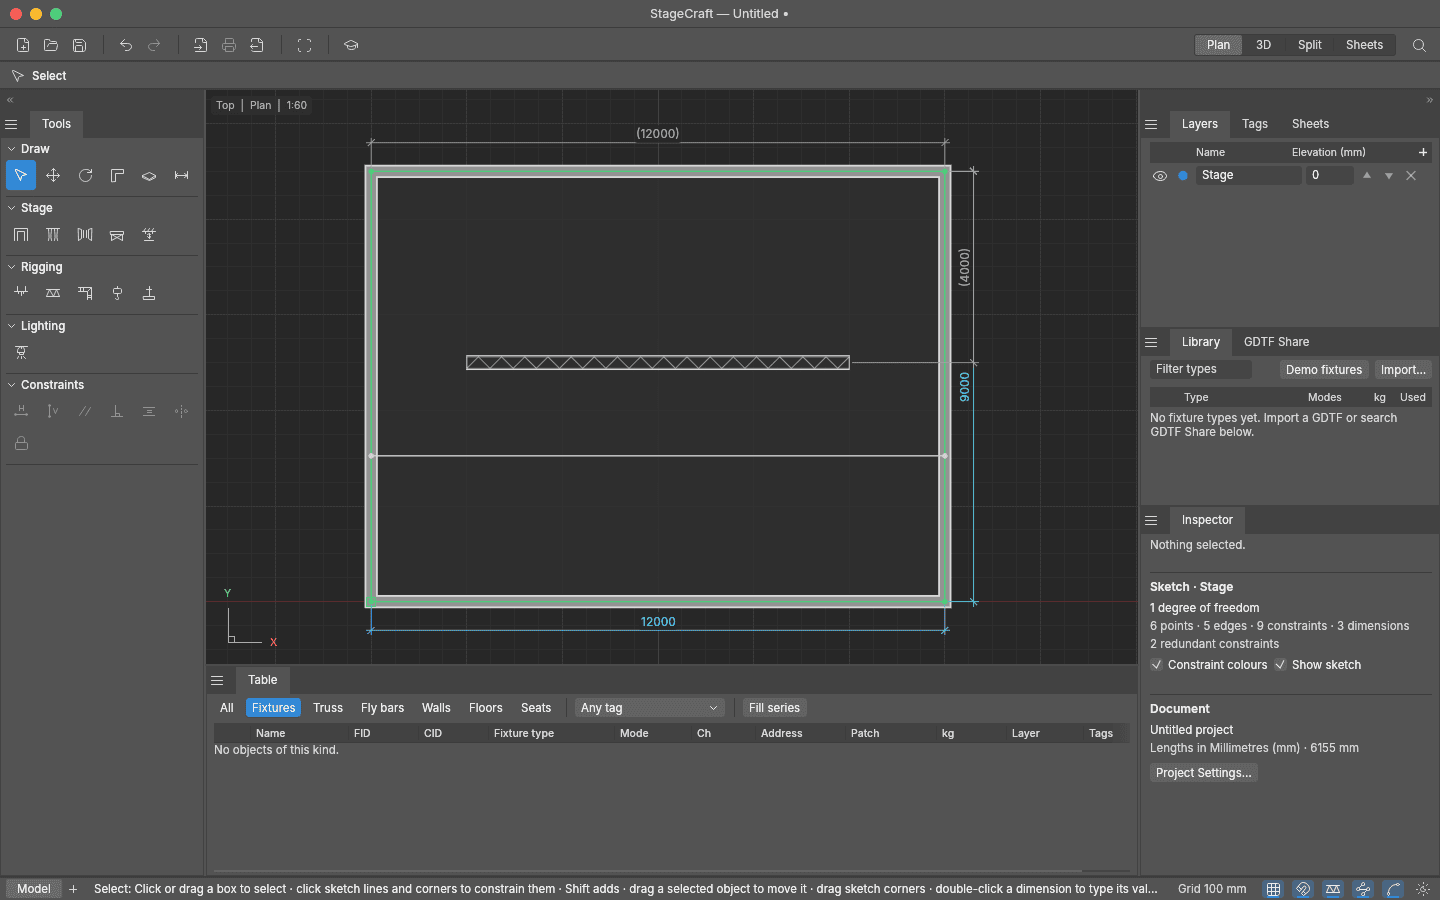 StageCraft — Untitled •
Plan
3D
Split
Sheets
Select
«
»
Tools
Draw
Stage
Rigging
Lighting
Constraints
H
V
Top | Plan | 1:60
(12000)
(4000)
9000
12000
Y
X
Layers
Tags
Sheets
Name
Elevation (mm)
+
Stage
0
Library
GDTF Share
Filter types
Demo fixtures
Import...
Type
Modes
kg
Used
No fixture types yet. Import a GDTF or search
GDTF Share below.
Inspector
Nothing selected.
Sketch · Stage
1 degree of freedom
6 points · 5 edges · 9 constraints · 3 dimensions
2 redundant constraints
Constraint colours
Show sketch
Document
Untitled project
Lengths in Millimetres (mm) · 6155 mm
Project Settings...
Table
All
Fixtures
Truss
Fly bars
Walls
Floors
Seats
Any tag
Fill series
Name
FID
CID
Fixture type
Mode
Ch
Address
Patch
kg
Layer
Tags
No objects of this kind.
Model
+
Select: Click or drag a box to select · click sketch lines and corners to constrain them · Shift adds · drag a selected object to move it · drag sketch corners · double-click a dimension to type its val...
Grid 100 mm